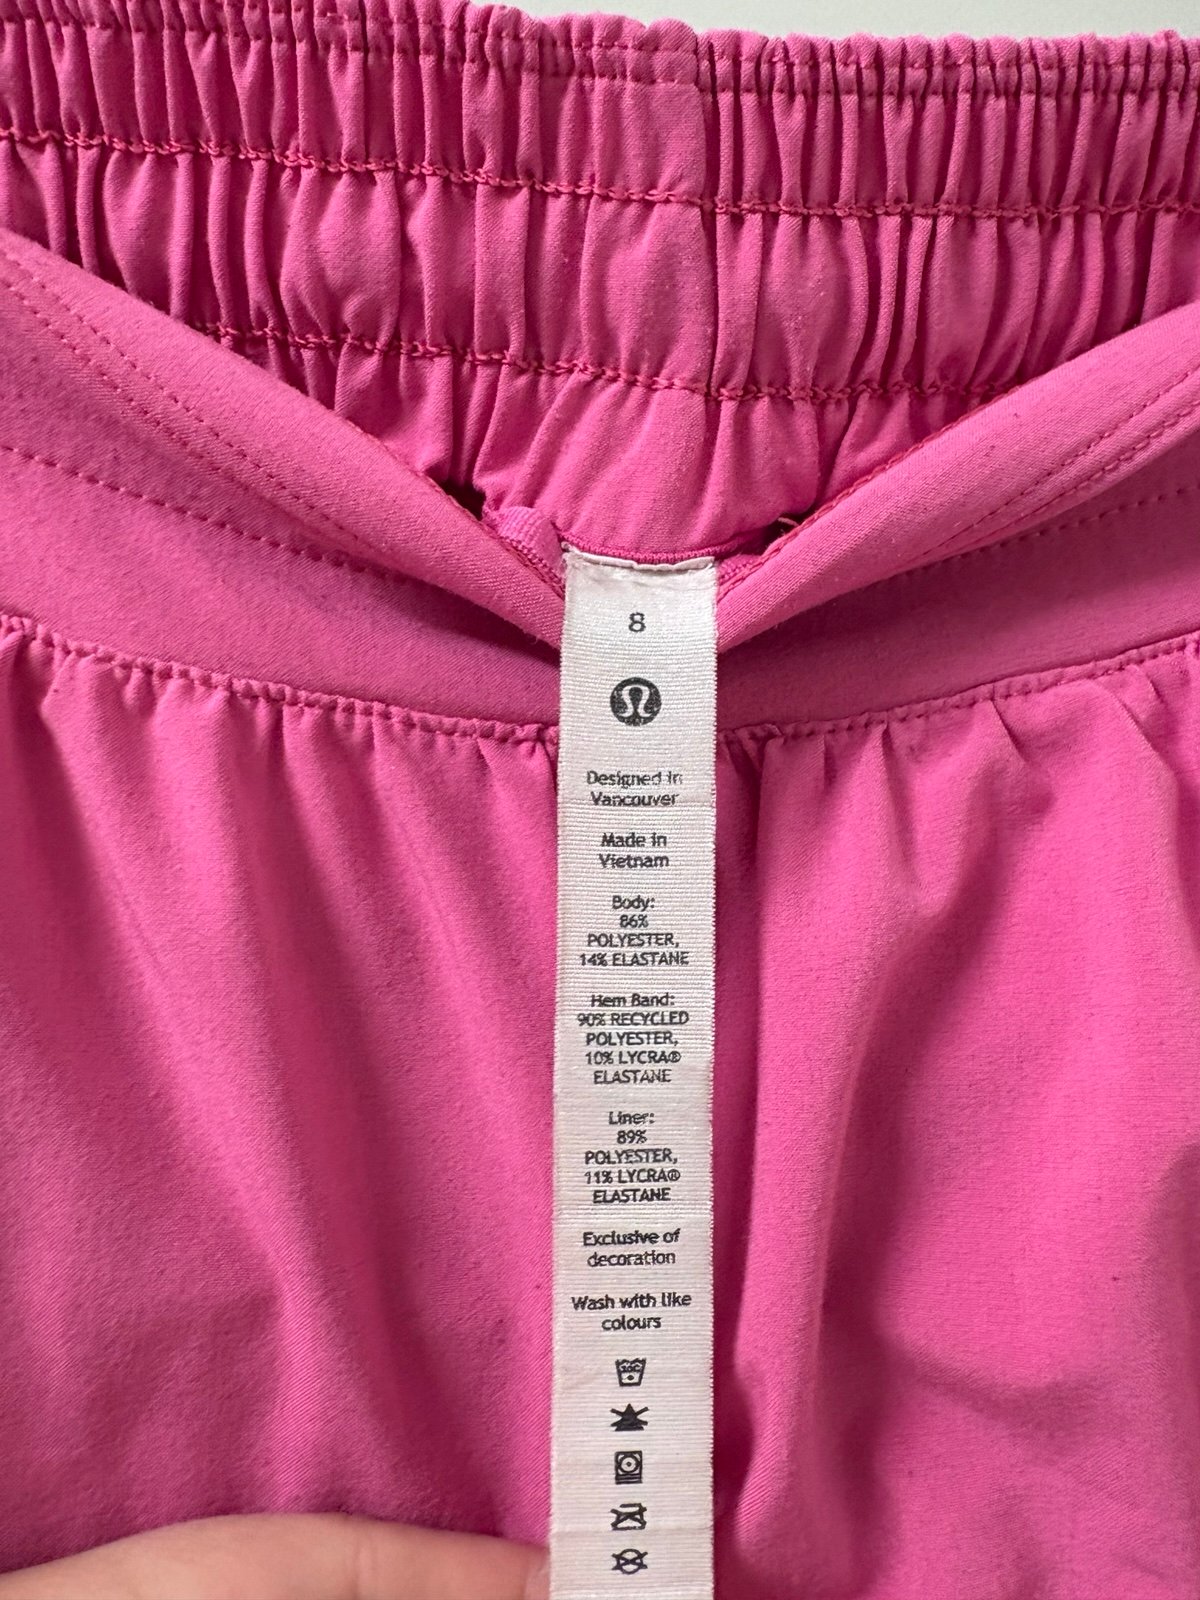 8
Designed in
Vancouver
Made in
Vietnam
Body:
86%
POLYESTER,
14% ELASTANE
Hem Band:
90% RECYCLED
POLYESTER,
10% LYCRA®
ELASTANE
Liner:
89%
POLYESTER,
11% LYCRA®
ELASTANE
Exclusive of
decoration
Wash with like
colours